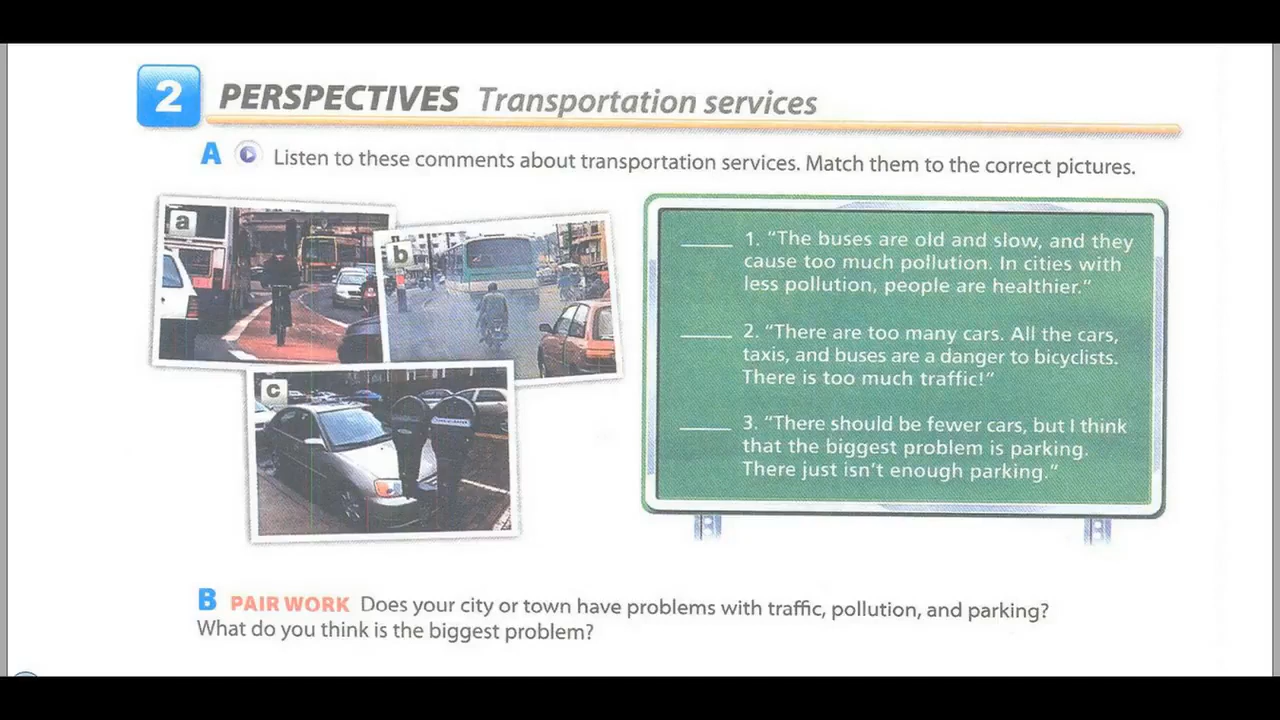 2 PERSPECTIVES Transportation services
A Listen to these comments about transportation services. Match them to the correct pictures.
a
b
c
____ 1. “The buses are old and slow, and they
cause too much pollution. In cities with
less pollution, people are healthier.”
____ 2. “There are too many cars. All the cars,
taxis, and buses are a danger to bicyclists.
There is too much traffic!”
____ 3. “There should be fewer cars, but I think
that the biggest problem is parking.
There just isn’t enough parking.”
B PAIR WORK Does your city or town have problems with traffic, pollution, and parking?
What do you think is the biggest problem?